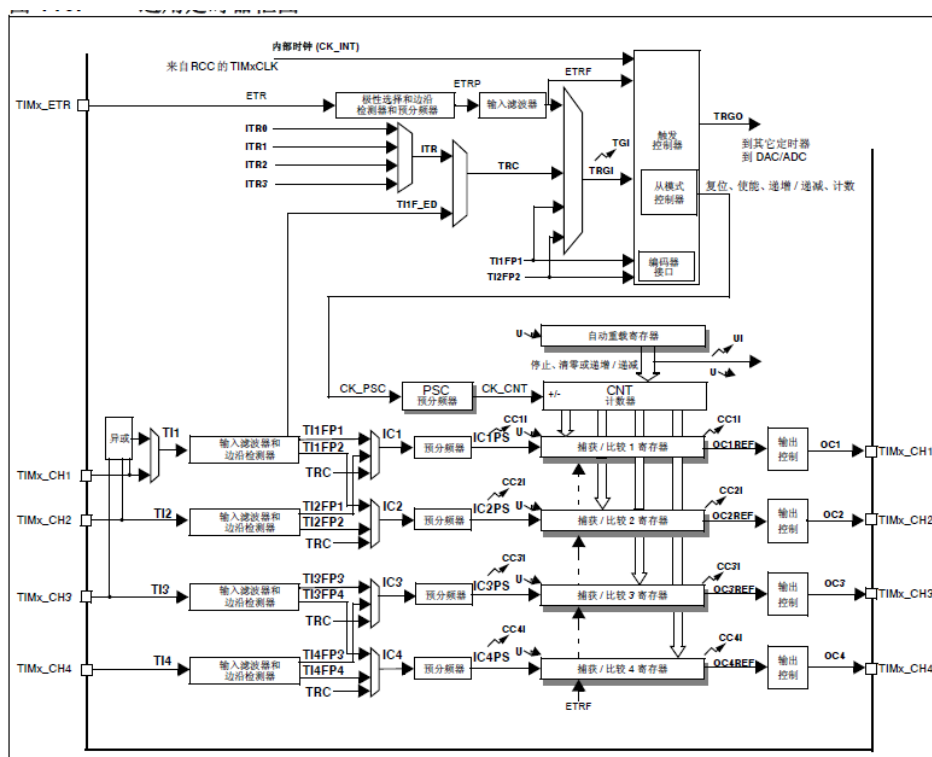 内部时钟 (CK_INT)
来自 RCC 的 TIMxCLK
TIMx_ETR
ETR
极性选择和边沿
检测器和预分频器
ETRP
输入滤波器
ETRF
触发
控制器
TRGO
到其它定时器
到 DAC/ADC
ITR0
ITR1
ITR2
ITR3
ITR
TRC
TI1F_ED
TGI
TRGI
从模式
控制器
复位、使能、递增 / 递减、计数
TI1FP1
TI2FP2
编码器
接口
U
自动重载寄存器
UI
停止、清零或递增 / 递减
U
CK_PSC
PSC
预分频器
CK_CNT
+/-
CNT
计数器
异或
TI1
输入滤波器和
边沿检测器
TI1FP1
TI1FP2
TRC
IC1
预分频器
IC1PS
CC1I
U
捕获 / 比较 1 寄存器
CC1I
OC1REF
输出
控制
OC1
TIMx_CH1
TIMx_CH1
TIMx_CH2
TI2
输入滤波器和
边沿检测器
TI2FP1
TI2FP2
TRC
IC2
预分频器
IC2PS
CC2I
U
捕获 / 比较 2 寄存器
CC2I
OC2REF
输出
控制
OC2
TIMx_CH2
TIMx_CH3
TI3
输入滤波器和
边沿检测器
TI3FP3
TI3FP4
TRC
IC3
预分频器
IC3PS
CC3I
U
捕获 / 比较 3 寄存器
CC3I
OC3REF
输出
控制
OC3
TIMx_CH3
TIMx_CH4
TI4
输入滤波器和
边沿检测器
TI4FP3
TI4FP4
TRC
IC4
预分频器
IC4PS
CC4I
U
捕获 / 比较 4 寄存器
CC4I
OC4REF
输出
控制
OC4
TIMx_CH4
ETRF